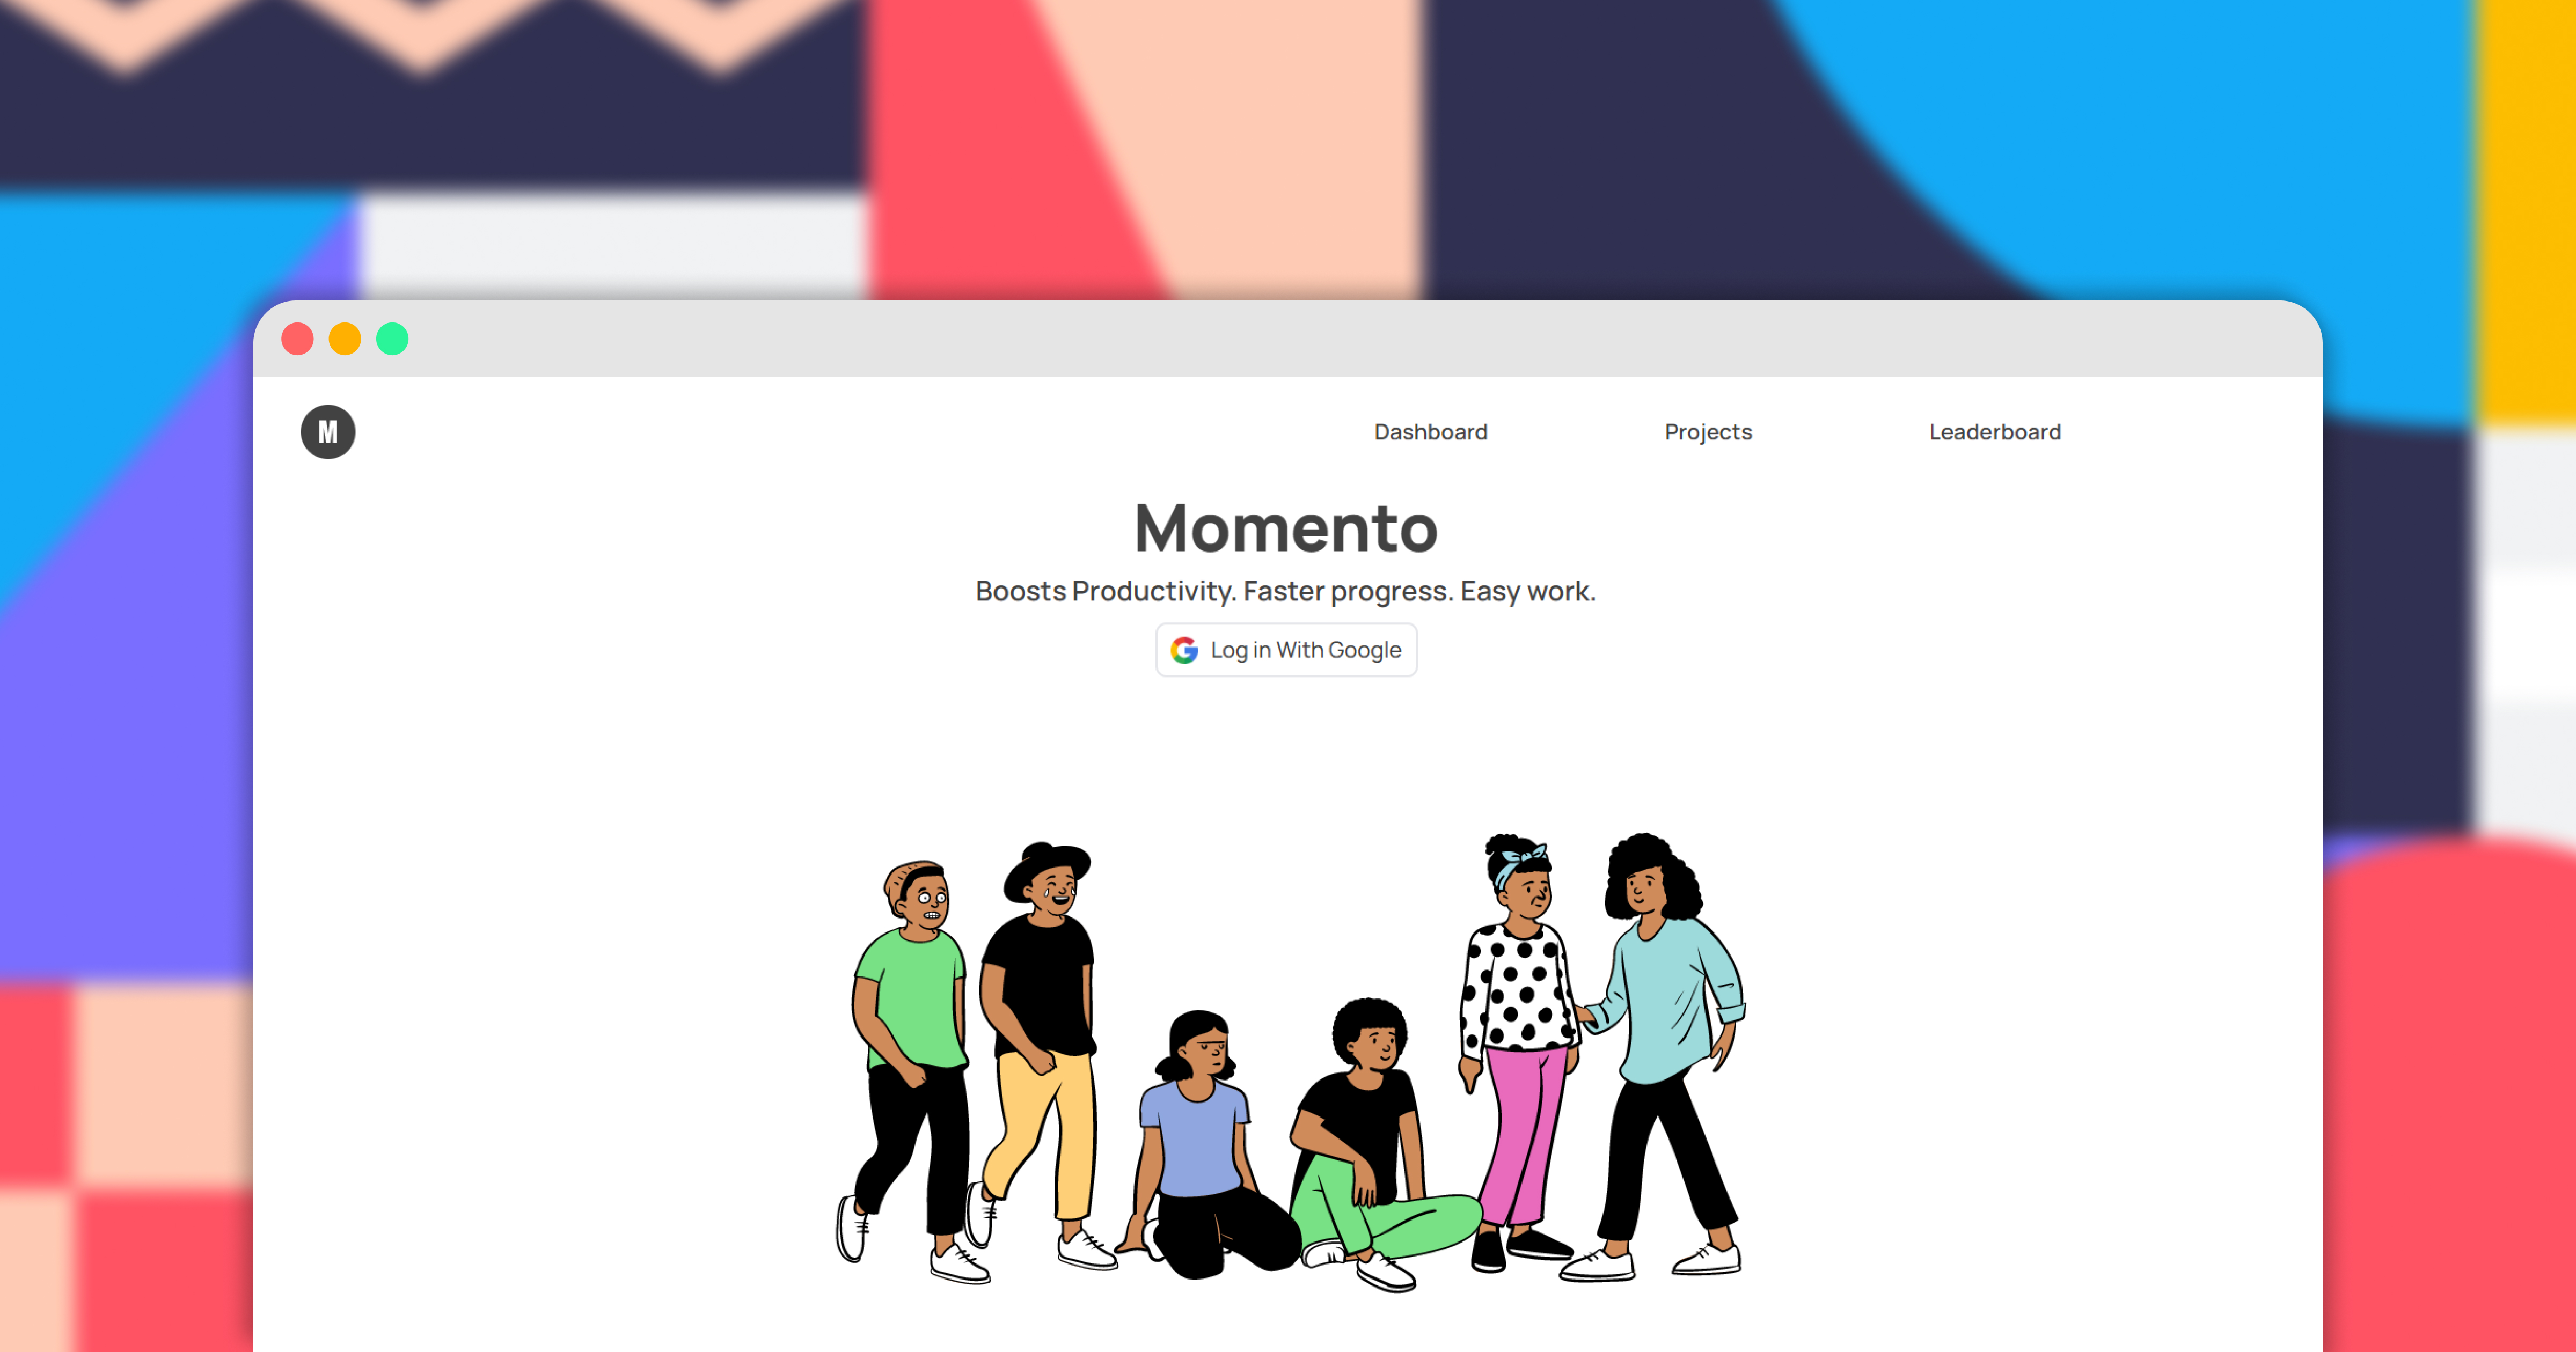 M
Dashboard Projects Leaderboard
Momento
Boosts Productivity. Faster progress. Easy work.
Log in With Google